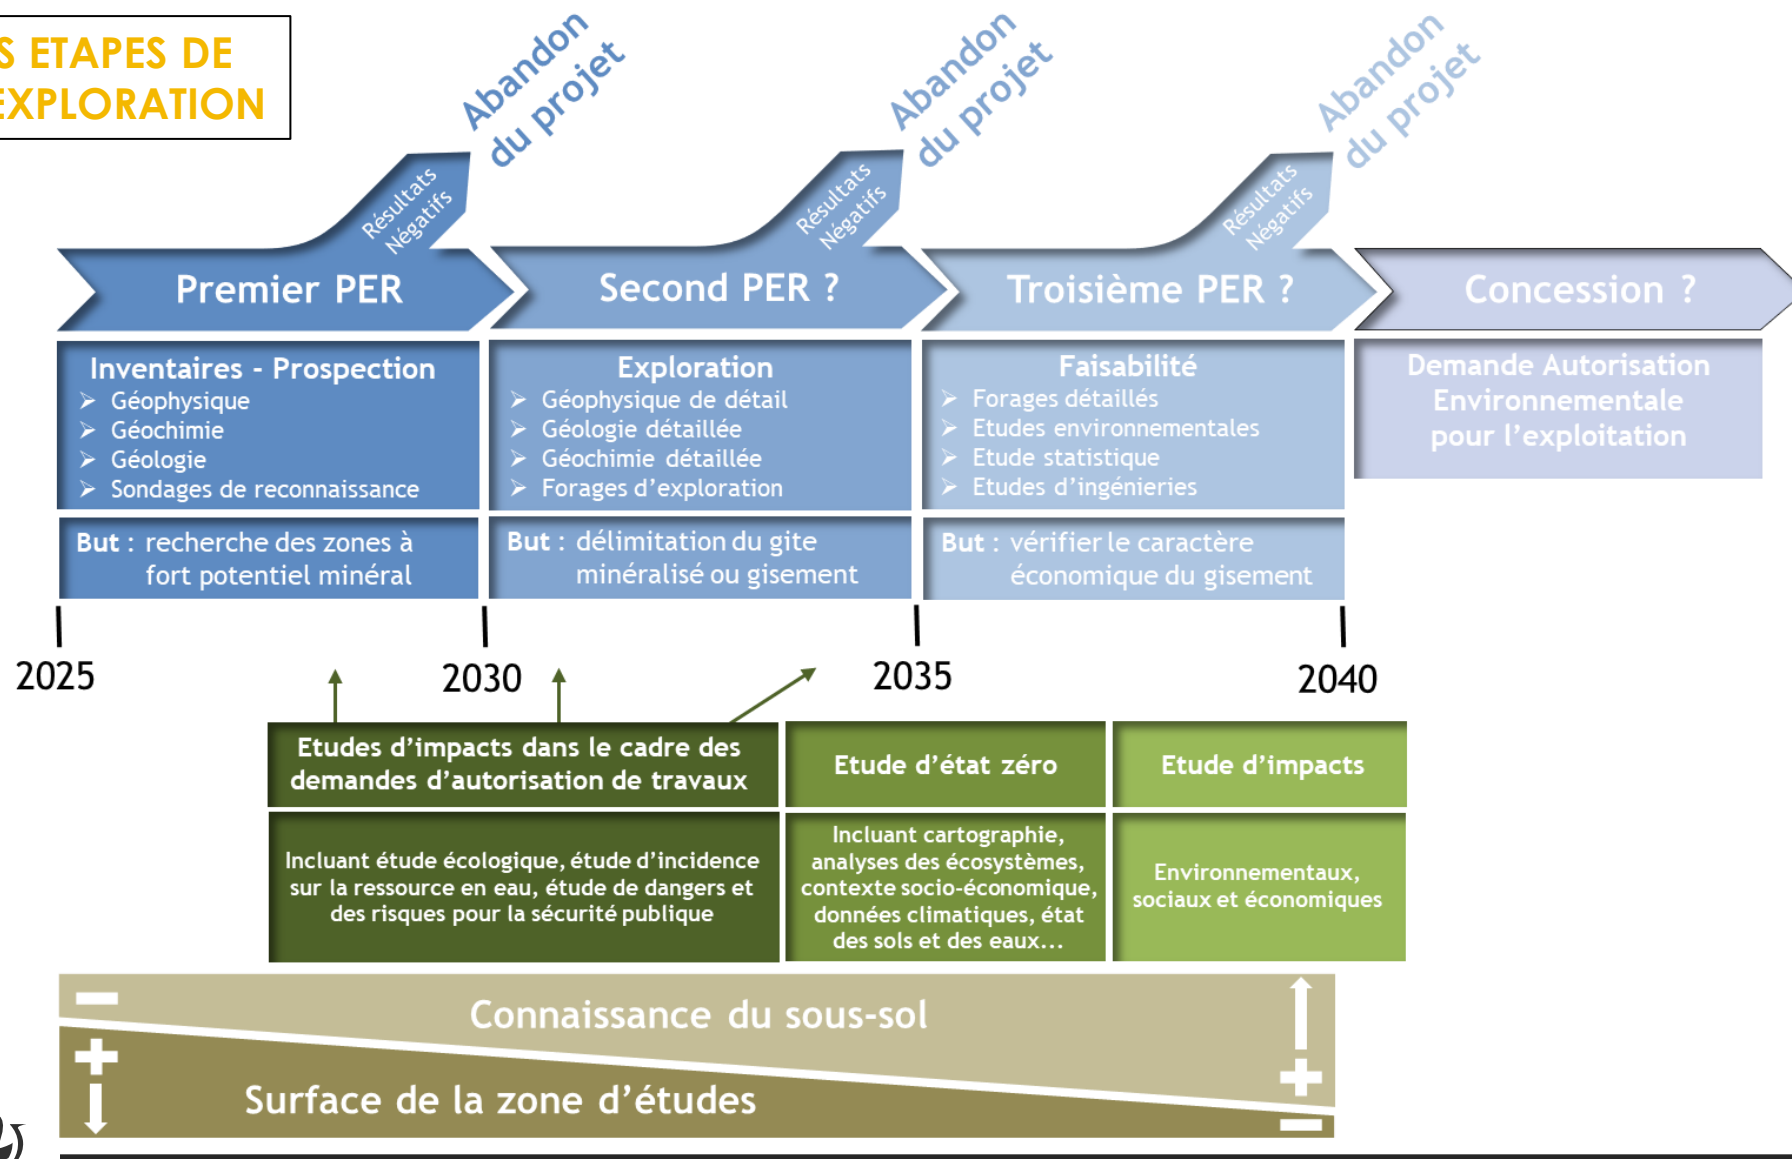 S ETAPES DE
EXPLORATION
Abandon
du projet
Abandon
du projet
Abandon
du projet
Résultats
Négatifs
Résultats
Négatifs
Résultats
Négatifs
Premier PER
Second PER ?
Troisième PER ?
Concession ?
Inventaires - Prospection
➢ Géophysique
➢ Géochimie
➢ Géologie
➢ Sondages de reconnaissance
Exploration
➢ Géophysique de détail
➢ Géologie détaillée
➢ Géochimie détaillée
➢ Forages d'exploration
Faisabilité
➢ Forages détaillés
➢ Etudes environnementales
➢ Etude statistique
➢ Etudes d'ingénieries
Demande Autorisation
Environnementale
pour l'exploitation
But : recherche des zones à
fort potentiel minéral
But : délimitation du gite
minéralisé ou gisement
But : vérifier le caractère
économique du gisement
2025
2030
2035
2040
Etudes d'impacts dans le cadre des
demandes d'autorisation de travaux
Etude d'état zéro
Etude d'impacts
Incluant étude écologique, étude d'incidence
sur la ressource en eau, étude de dangers et
des risques pour la sécurité publique
Incluant cartographie,
analyses des écosystèmes,
contexte socio-économique,
données climatiques, état
des sols et des eaux...
Environnementaux,
sociaux et économiques
Connaissance du sous-sol
Surface de la zone d'études